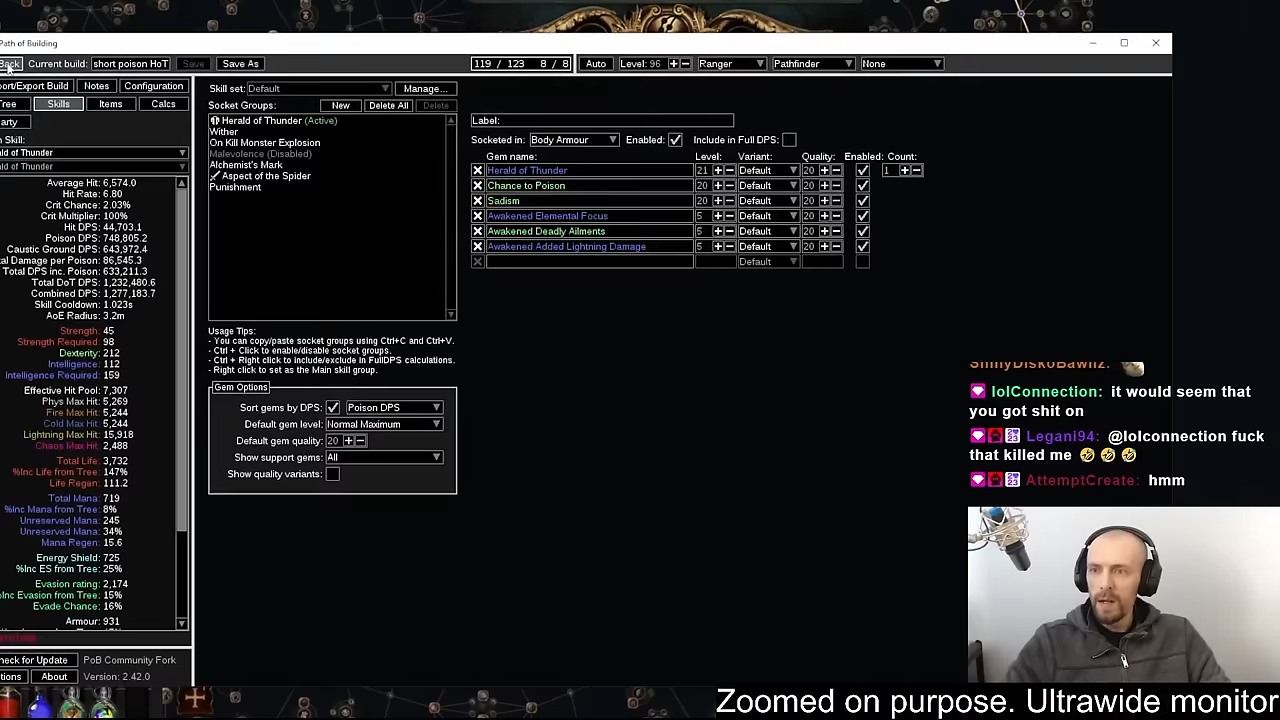 Path of Building
Back Current build: short poison HoT Save Save As 119 / 123 8 / 8 Auto Level: 96 Ranger Pathfinder None
ort/Export Build Notes Configuration
Tree Skills Items Calcs
arty
n Skill:
ld of Thunder
ld of Thunder
Average Hit: 6,574.0
Hit Rate: 6.80
Crit Chance: 2.03%
Crit Multiplier: 100%
Hit DPS: 44,703.1
Poison DPS: 748,805.2
Caustic Ground DPS: 643,972.4
al Damage per Poison: 86,545.3
Total DPS inc. Poison: 633,211.3
Total DoT DPS: 1,232,480.6
Combined DPS: 1,277,183.7
Skill Cooldown: 1.023s
AoE Radius: 3.2m
Strength: 45
Strength Required: 98
Dexterity: 212
Intelligence: 112
Intelligence Required: 159
Effective Hit Pool: 7,307
Phys Max Hit: 5,269
Fire Max Hit: 5,244
Cold Max Hit: 5,244
Lightning Max Hit: 15,918
Chaos Max Hit: 2,488
Total Life: 3,732
%Inc Life from Tree: 147%
Life Regen: 111.2
Total Mana: 719
%Inc Mana from Tree: 8%
Unreserved Mana: 245
Unreserved Mana: 34%
Mana Regen: 15.6
Energy Shield: 725
%Inc ES from Tree: 25%
Evasion rating: 2,174
Inc Evasion from Tree: 15%
Evade Chance: 16%
Armour: 931
heck for Update PoB Community Fork
tions About Version: 2.42.0
Skill set: Default Manage...
Socket Groups: New Delete All Delete
Herald of Thunder (Active)
Wither
On Kill Monster Explosion
Malevolence (Disabled)
Alchemist's Mark
Aspect of the Spider
Punishment
Usage Tips:
- You can copy/paste socket groups using Ctrl+C and Ctrl+V.
- Ctrl + Click to enable/disable socket groups.
- Ctrl + Right click to include/exclude in FullDPS calculations.
- Right click to set as the Main skill group.
Gem Options
Sort gems by DPS: Poison DPS
Default gem level: Normal Maximum
Default gem quality: 20
Show support gems: All
Show quality variants:
Label:
Socketed in: Body Armour Enabled: Include in Full DPS:
Gem name: Level: Variant: Quality: Enabled: Count:
Herald of Thunder 21 Default 20 1
Chance to Poison 20 Default 20
Sadism 20 Default 20
Awakened Elemental Focus 5 Default 20
Awakened Deadly Ailments 5 Default 20
Awakened Added Lightning Damage 5 Default 20
Default
ShinyDiskoBawlz:
lolConnection: it would seem that
you got shit on
Legani94: @lolconnection fuck
that killed me 🤣🤣🤣
AttemptCreate: hmm
Zoomed on purpose. Ultrawide monitor